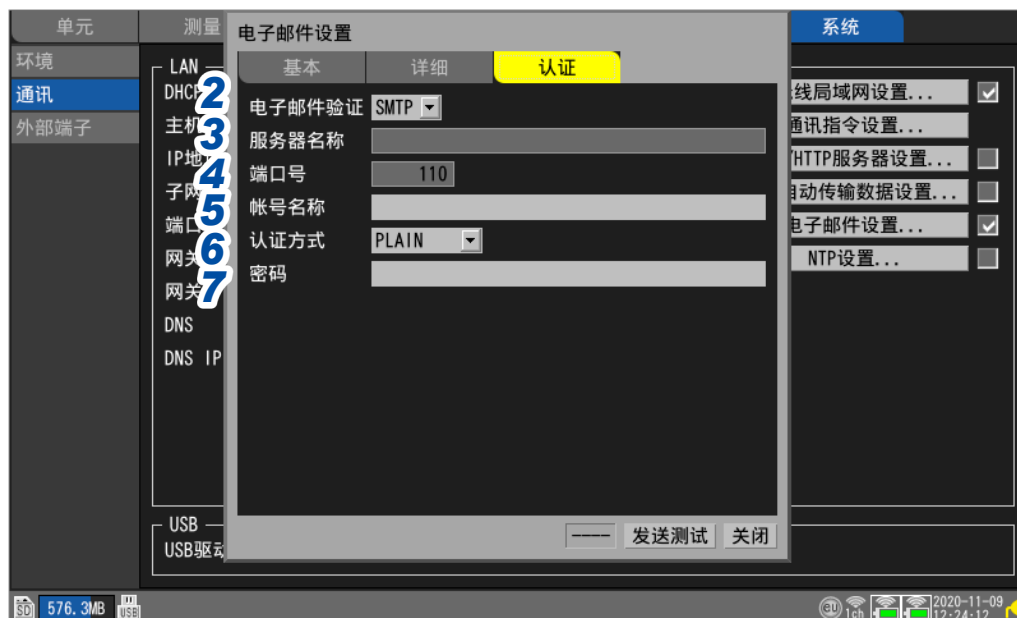 单元
测量
系统
环境
通讯
外部端子
电子邮件设置
基本
详细
认证
LAN
DHCP
2
电子邮件验证 SMTP
主机
3
服务器名称
IP地
4
端口号 110
子网
5
帐号名称
端口
6
认证方式 PLAIN
网关
7
密码
网关
DNS
DNS IP
线局域网设置...
通讯指令设置...
/HTTP服务器设置...
自动传输数据设置...
电子邮件设置...
NTP设置...
----
发送测试
关闭
USB
USB驱动
SD 576.3MB USB
eu 1ch 2020-11-09
12:24:12